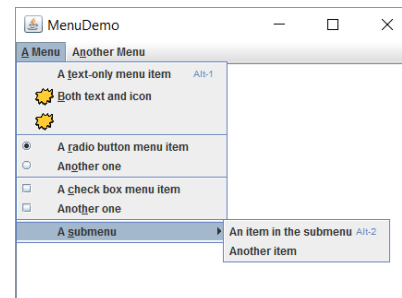 MenuDemo
A Menu Another Menu
A text-only menu item Alt-1
Both text and icon
A radio button menu item
Another one
A check box menu item
Another one
A submenu An item in the submenu Alt-2
Another item